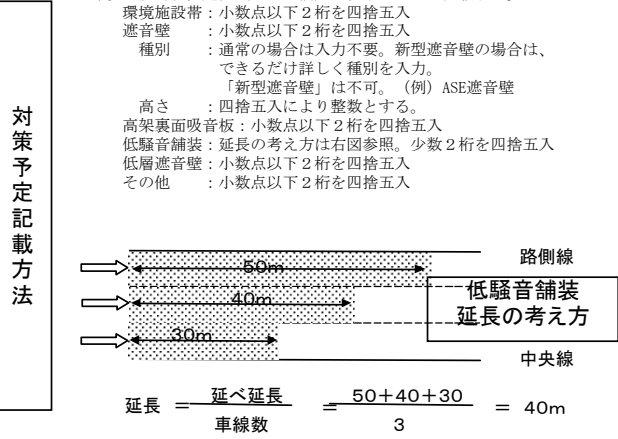 対策予定記載方法
環境施設帯：小数点以下２桁を四捨五入
遮音壁　　：小数点以下２桁を四捨五入
種別　　：通常の場合は入力不要。新型遮音壁の場合は、
できるだけ詳しく種別を入力。
「新型遮音壁」は不可。（例）ASE遮音壁
高さ　　：四捨五入により整数とする。
高架裏面吸音板：小数点以下２桁を四捨五入
低騒音舗装：延長の考え方は右図参照。少数２桁を四捨五入
低層遮音壁：小数点以下２桁を四捨五入
その他　　：小数点以下２桁を四捨五入
路側線
50m
低騒音舗装
40m
延長の考え方
30m
中央線
延長 ＝ 延べ延長 ＝ 50＋40＋30 ＝ 40m
車線数 3